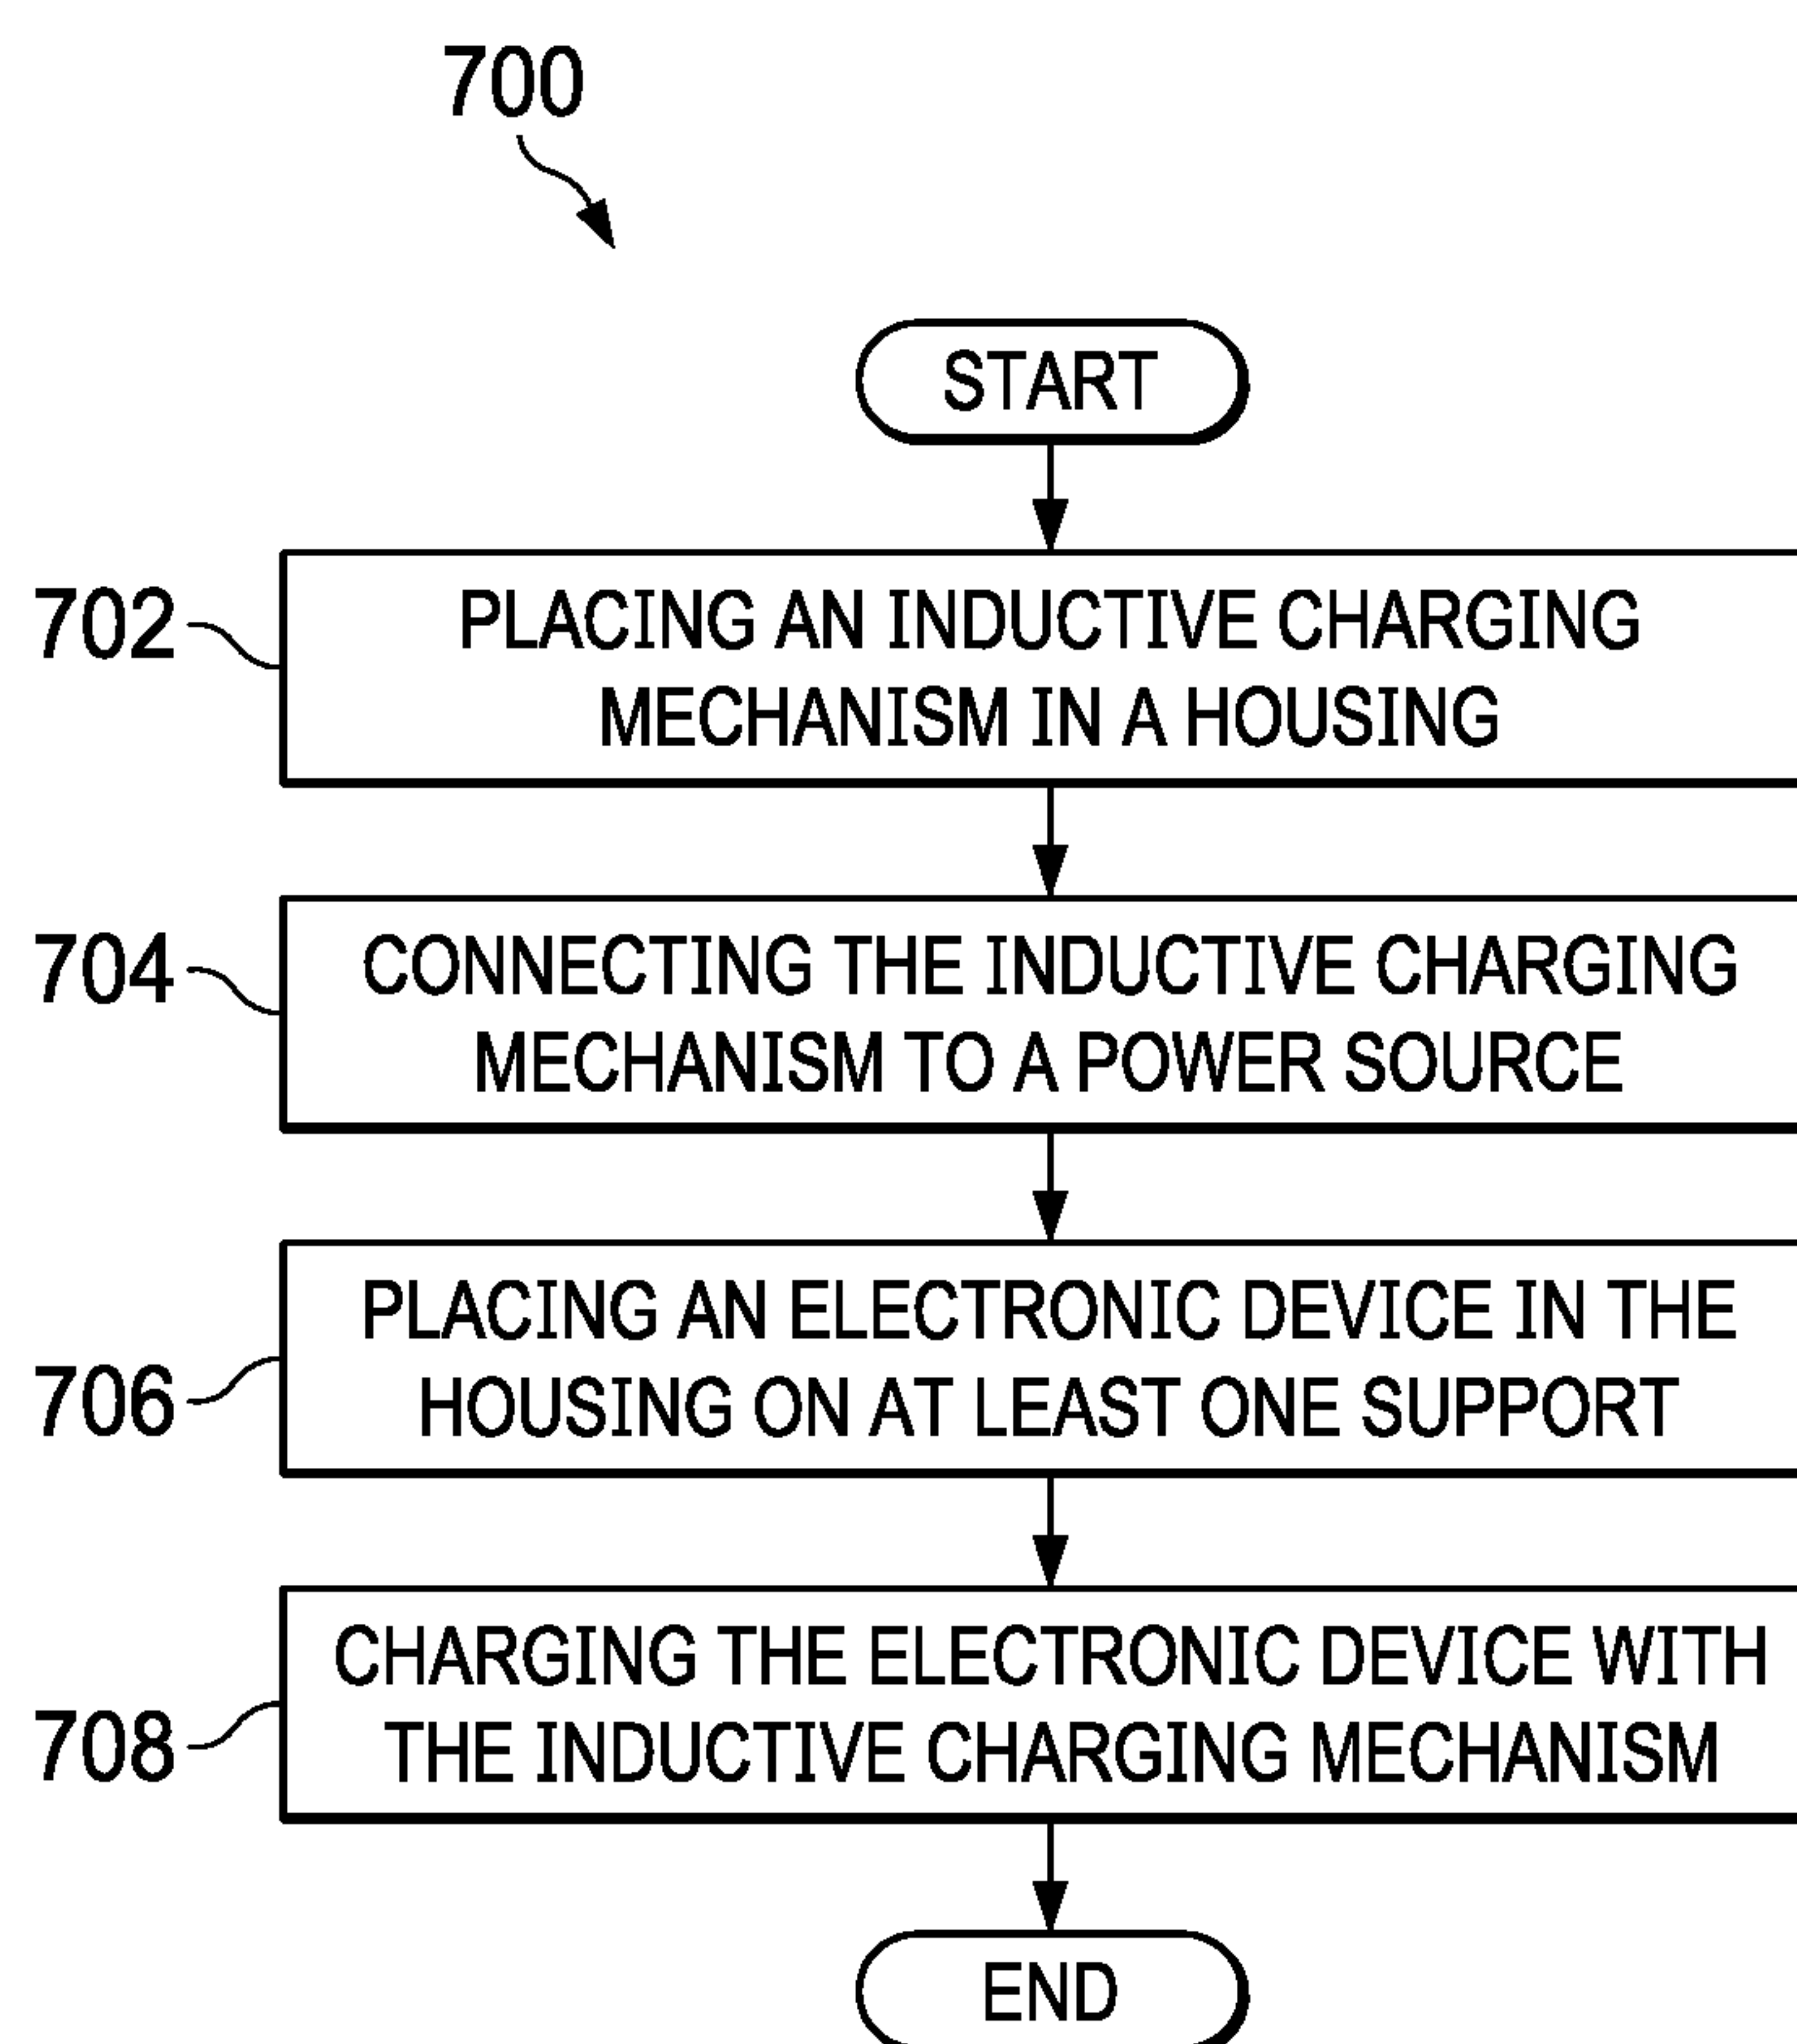 700
START
702
PLACING AN INDUCTIVE CHARGING
MECHANISM IN A HOUSING
704
CONNECTING THE INDUCTIVE CHARGING
MECHANISM TO A POWER SOURCE
706
PLACING AN ELECTRONIC DEVICE IN THE
HOUSING ON AT LEAST ONE SUPPORT
708
CHARGING THE ELECTRONIC DEVICE WITH
THE INDUCTIVE CHARGING MECHANISM
END